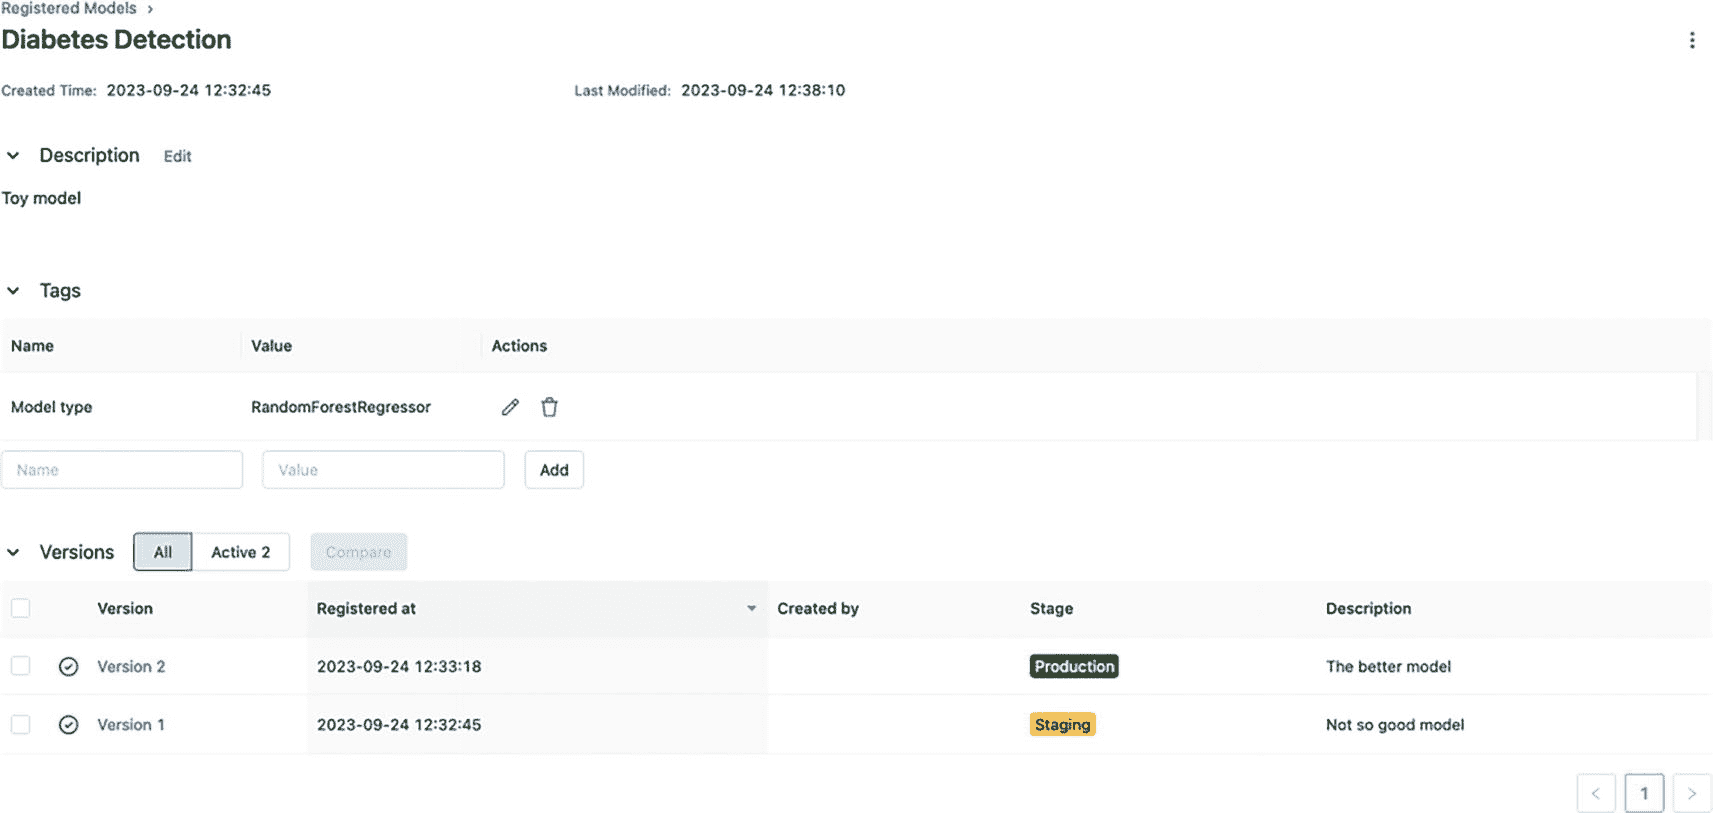 Registered Models >
Diabetes Detection
Created Time: 2023-09-24 12:32:45 Last Modified: 2023-09-24 12:38:10
Description Edit
Toy model
Tags
Name Value Actions
Model type RandomForestRegressor
Name Value Add
Versions All Active 2 Compare
Version Registered at Created by Stage Description
Version 2 2023-09-24 12:33:18 Production The better model
Version 1 2023-09-24 12:32:45 Staging Not so good model
< 1 >